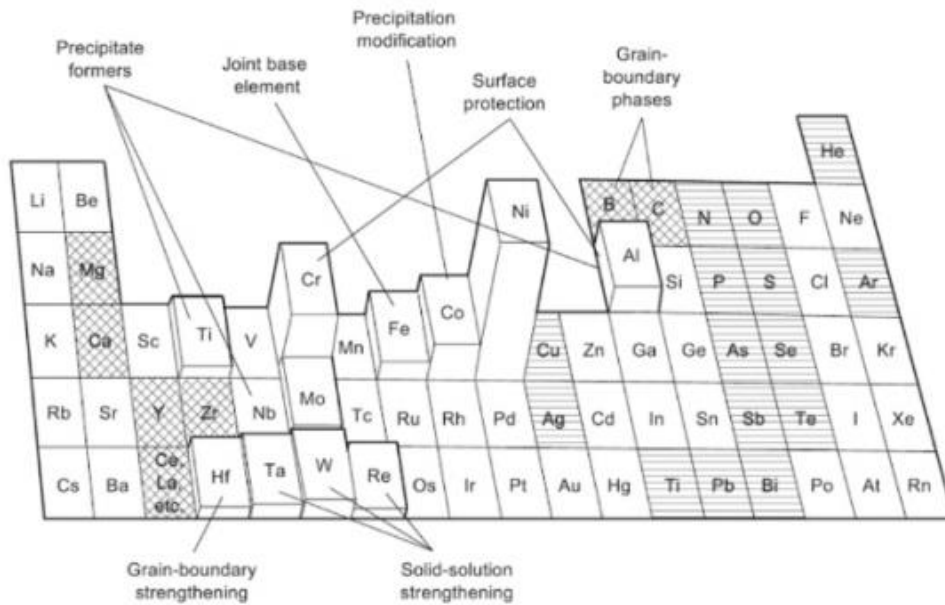 Precipitate
formers
Joint base
element
Precipitation
modification
Surface
protection
Grain-
boundary
phases
He
Li Be Ni B C N O F Ne
Na Mg Cr Al Si P S Cl Ar
K Ca Sc Ti V Mn Fe Co Cu Zn Ga Ge As Se Br Kr
Rb Sr Y Zr Nb Mo Tc Ru Rh Pd Ag Cd In Sn Sb Te I Xe
Cs Ba Ce,
La,
etc.
Hf Ta W Re Os Ir Pt Au Hg Ti Pb Bi Po At Rn
Grain-boundary
strengthening
Solid-solution
strengthening